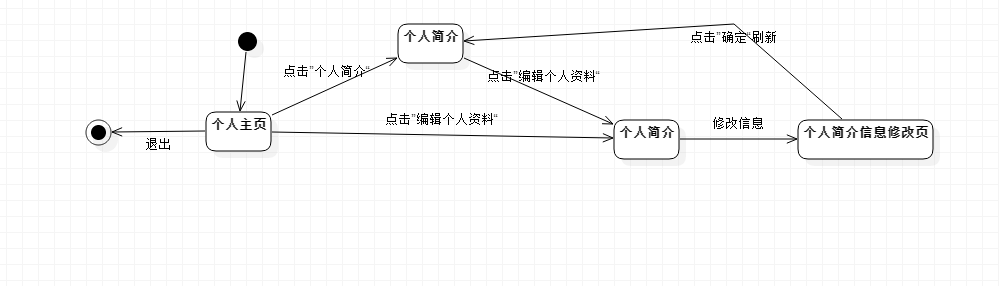 个人简介
点击"确定"刷新
点击"个人简介"
点击"编辑个人资料"
个人主页
点击"编辑个人资料"
个人简介
修改信息
个人简介信息修改页
退出